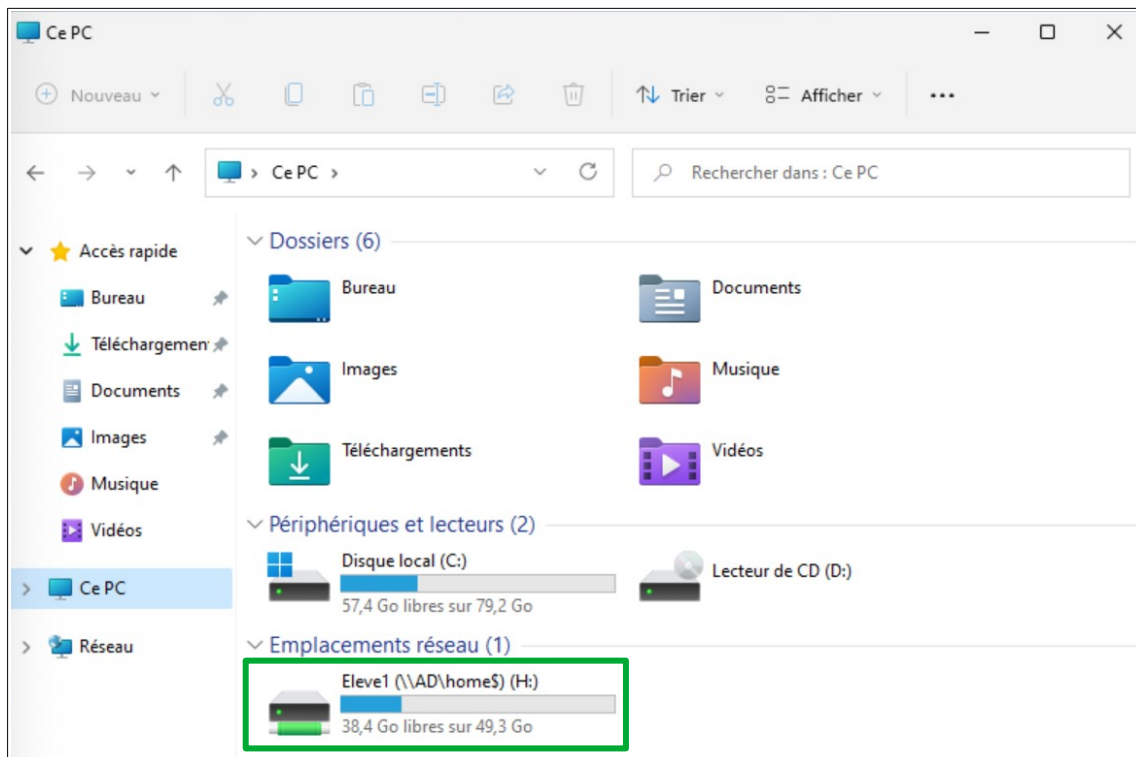 Ce PC
Nouveau
Trier
Afficher
Ce PC
Rechercher dans : Ce PC
Accès rapide
Bureau
Téléchargemen
Documents
Images
Musique
Vidéos
Ce PC
Réseau
Dossiers (6)
Bureau
Documents
Images
Musique
Téléchargements
Vidéos
Périphériques et lecteurs (2)
Disque local (C:)
57,4 Go libres sur 79,2 Go
Lecteur de CD (D:)
Emplacements réseau (1)
Eleve1 (\\AD\home$) (H:)
38,4 Go libres sur 49,3 Go